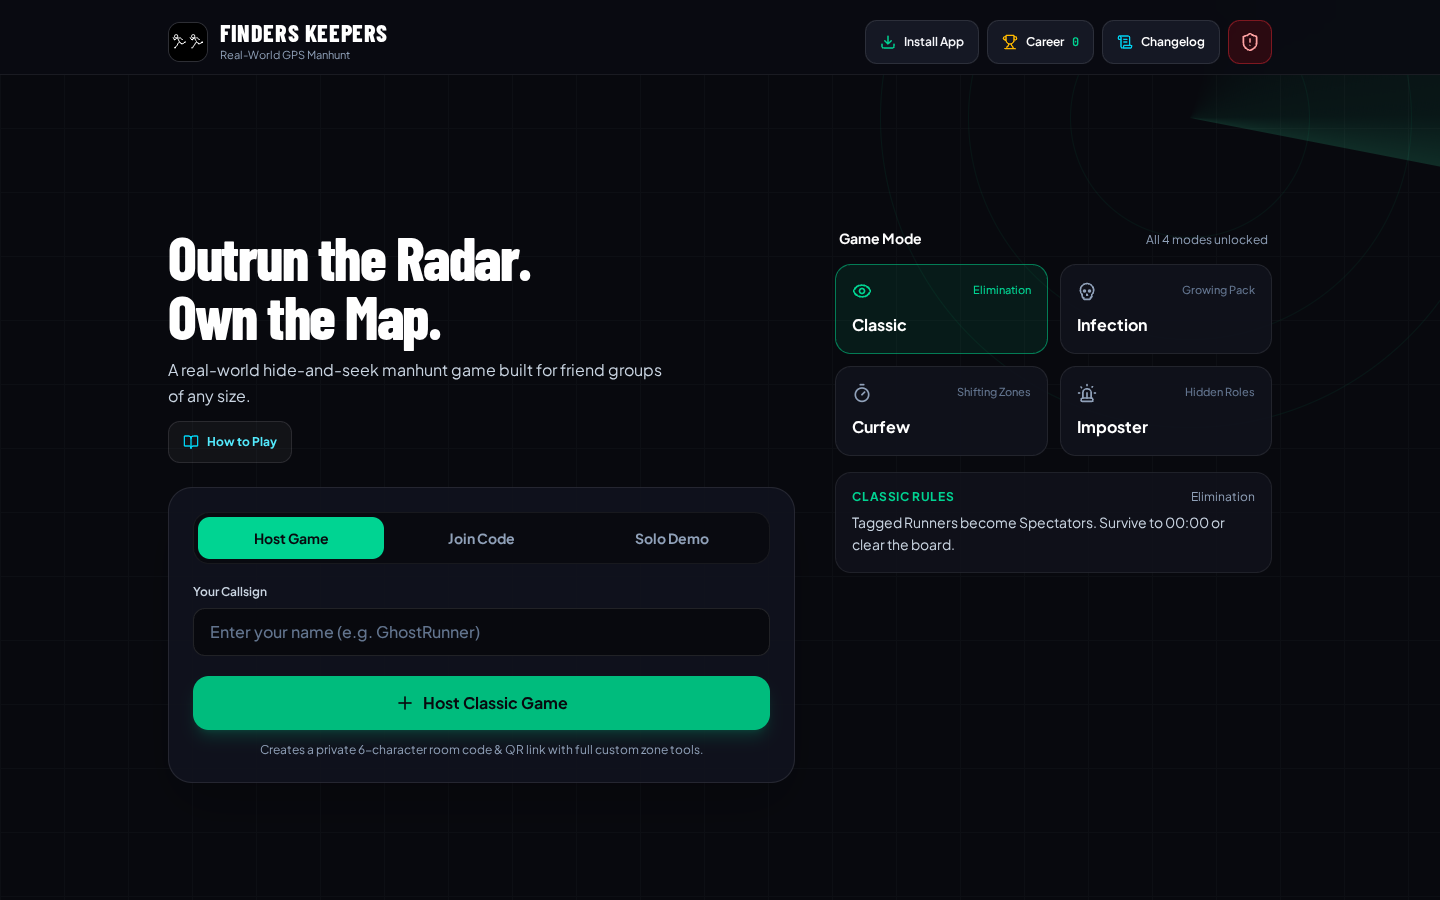 FINDERS KEEPERS
Real-World GPS Manhunt
Install App
Career 0
Changelog
Outrun the Radar.
Own the Map.
A real-world hide-and-seek manhunt game built for friend groups
of any size.
How to Play
Host Game
Join Code
Solo Demo
Your Callsign
Enter your name (e.g. GhostRunner)
Host Classic Game
Creates a private 6-character room code & QR link with full custom zone tools.
Game Mode
All 4 modes unlocked
Elimination
Classic
Growing Pack
Infection
Shifting Zones
Curfew
Hidden Roles
Imposter
CLASSIC RULES
Elimination
Tagged Runners become Spectators. Survive to 00:00 or
clear the board.